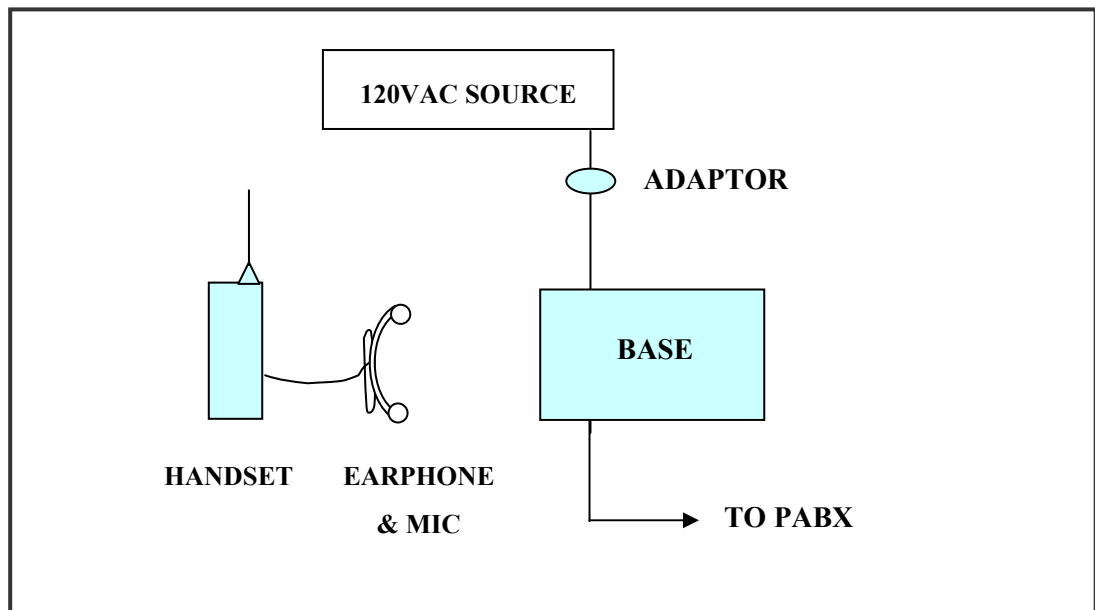 120VAC SOURCE
ADAPTOR
BASE
HANDSET
EARPHONE
& MIC
TO PABX